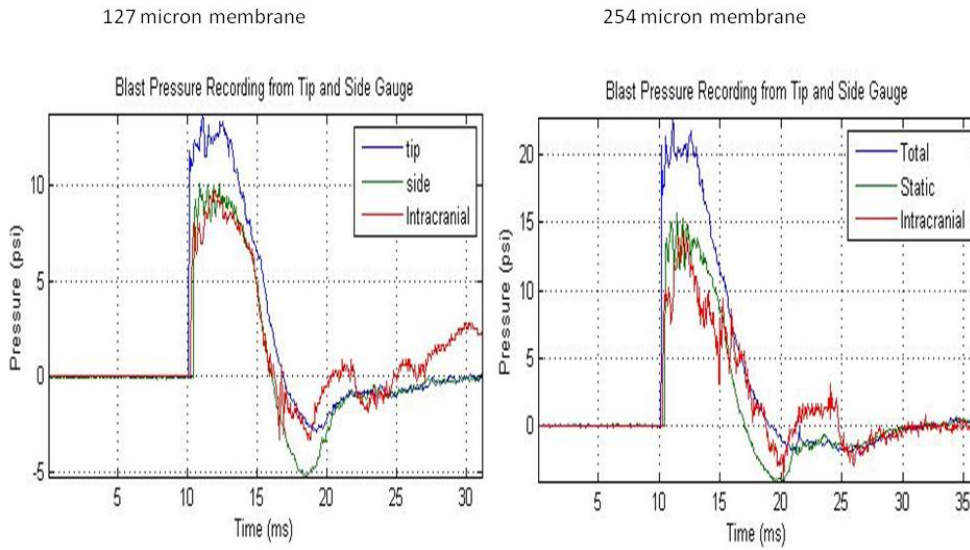 127 micron membrane
254 micron membrane
Blast Pressure Recording from Tip and Side Gauge
Pressure (psi)
10
5
0
-5
tip
side
Intracranial
5
10
15
20
25
30
Time (ms)
Blast Pressure Recording from Tip and Side Gauge
Pressure (psi)
20
15
10
5
0
Total
Static
Intracranial
5
10
15
20
25
30
35
Time (ms)